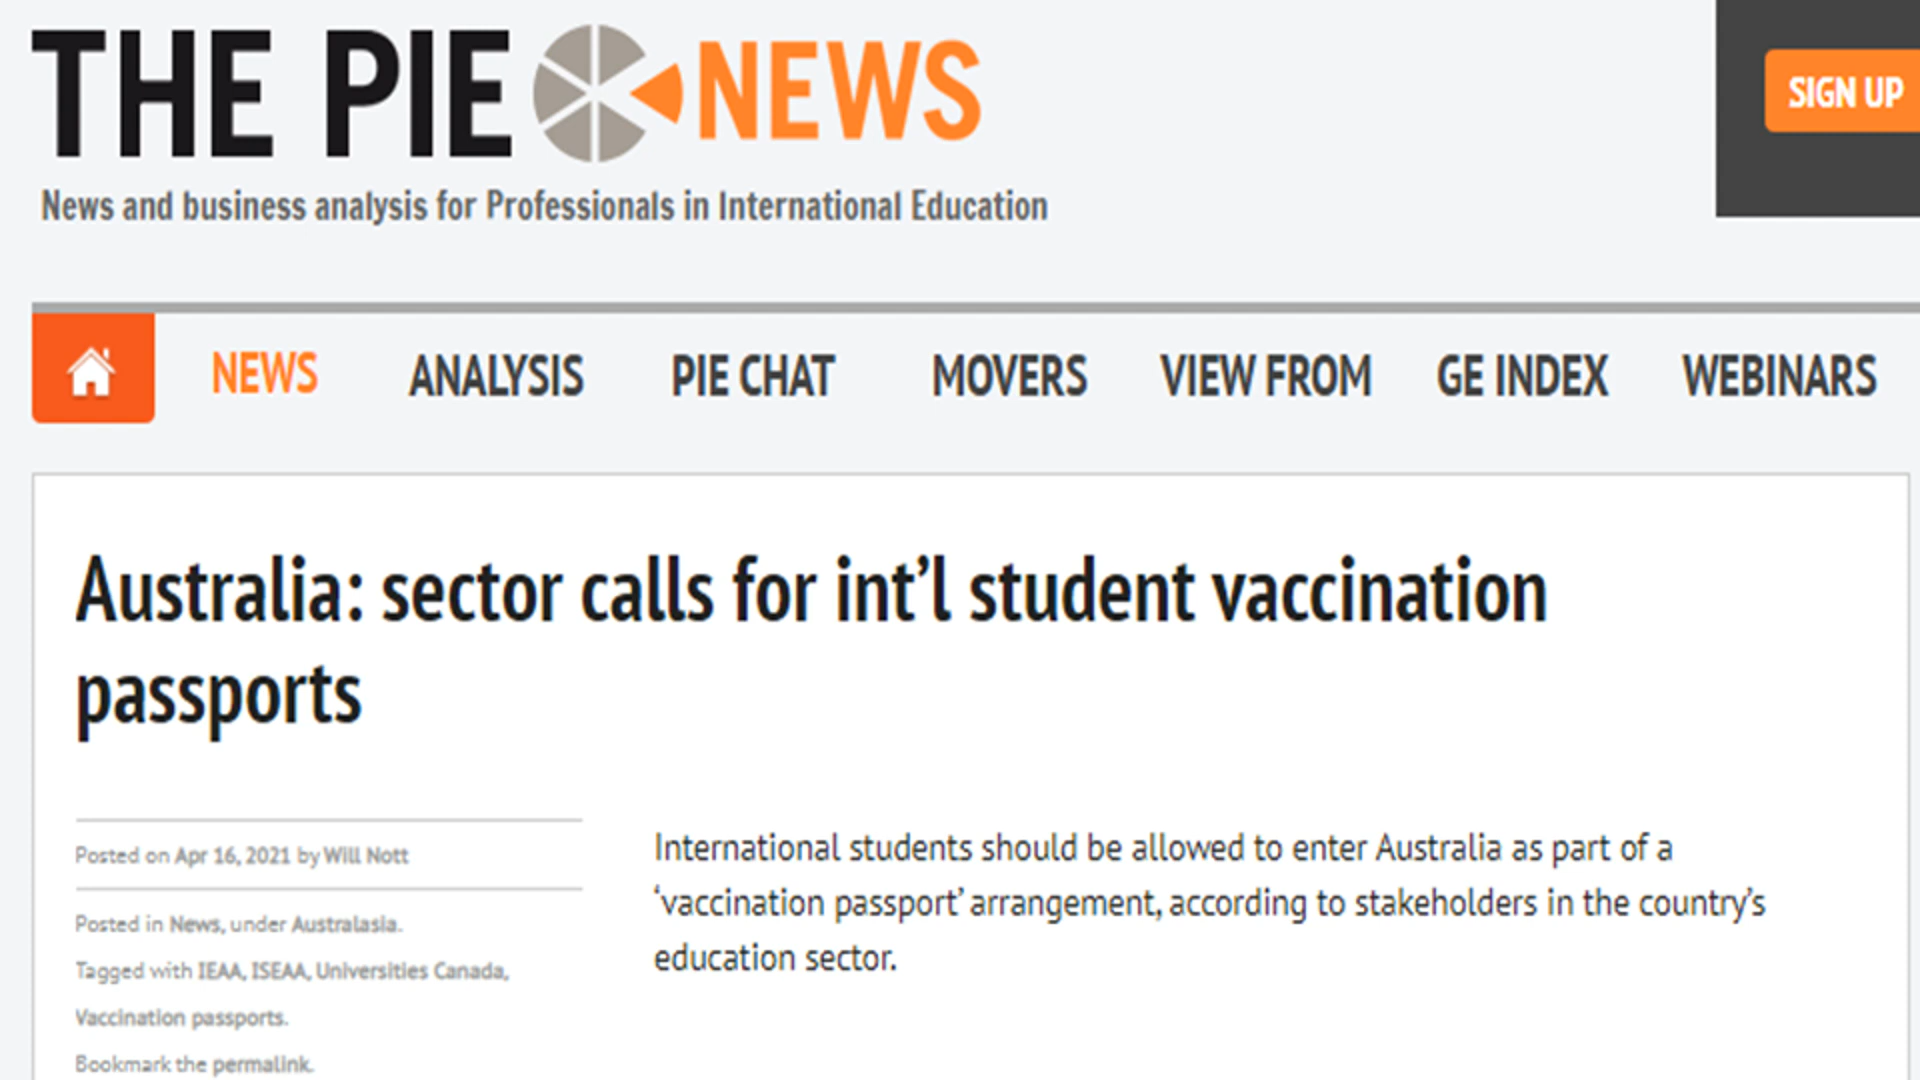 THE PIE NEWS
SIGN UP
News and business analysis for Professionals in International Education
NEWS ANALYSIS PIE CHAT MOVERS VIEW FROM GE INDEX WEBINARS
Australia: sector calls for int’l student vaccination
passports
Posted on Apr 16, 2021 by Will Nott
Posted in News, under Australasia.
Tagged with IEAA, ISEAA, Universities Canada,
Vaccination passports.
Bookmark the permalink.
International students should be allowed to enter Australia as part of a
‘vaccination passport’ arrangement, according to stakeholders in the country’s
education sector.